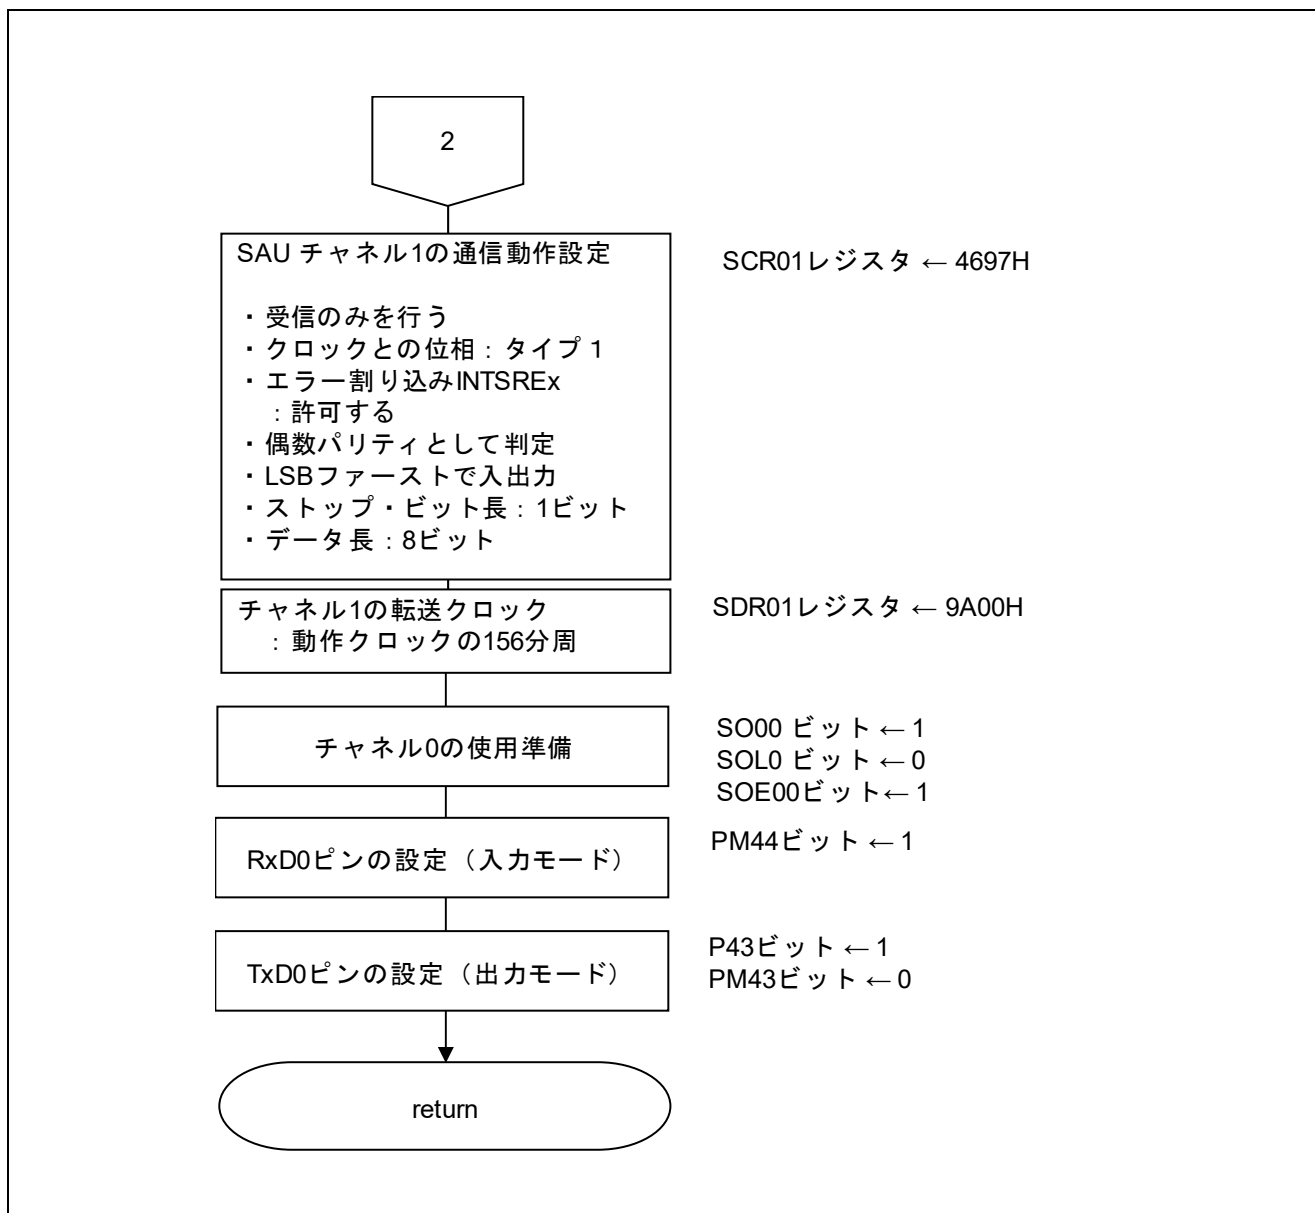 2
SAU チャネル1の通信動作設定
SCR01レジスタ ← 4697H
・受信のみを行う
・クロックとの位相：タイプ 1
・エラー割り込みINTSREx
：許可する
・偶数パリティとして判定
・LSBファーストで入出力
・ストップ・ビット長：1ビット
・データ長：8ビット
チャネル1の転送クロック
：動作クロックの156分周
SDR01レジスタ ← 9A00H
チャネル0の使用準備
SO00 ビット ← 1
SOL0 ビット ← 0
SOE00ビット← 1
RxD0ピンの設定（入力モード）
PM44ビット ← 1
TxD0ピンの設定（出力モード）
P43ビット ← 1
PM43ビット ← 0
return